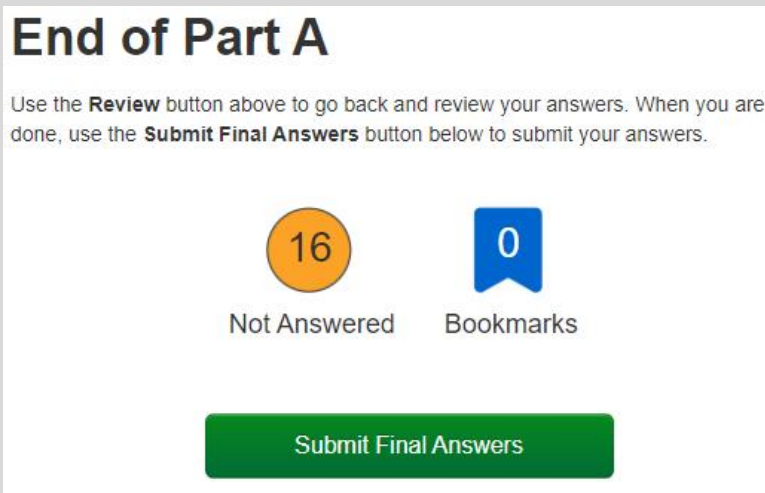 End of Part A
Use the Review button above to go back and review your answers. When you are
done, use the Submit Final Answers button below to submit your answers.
16
0
Not Answered
Bookmarks
Submit Final Answers